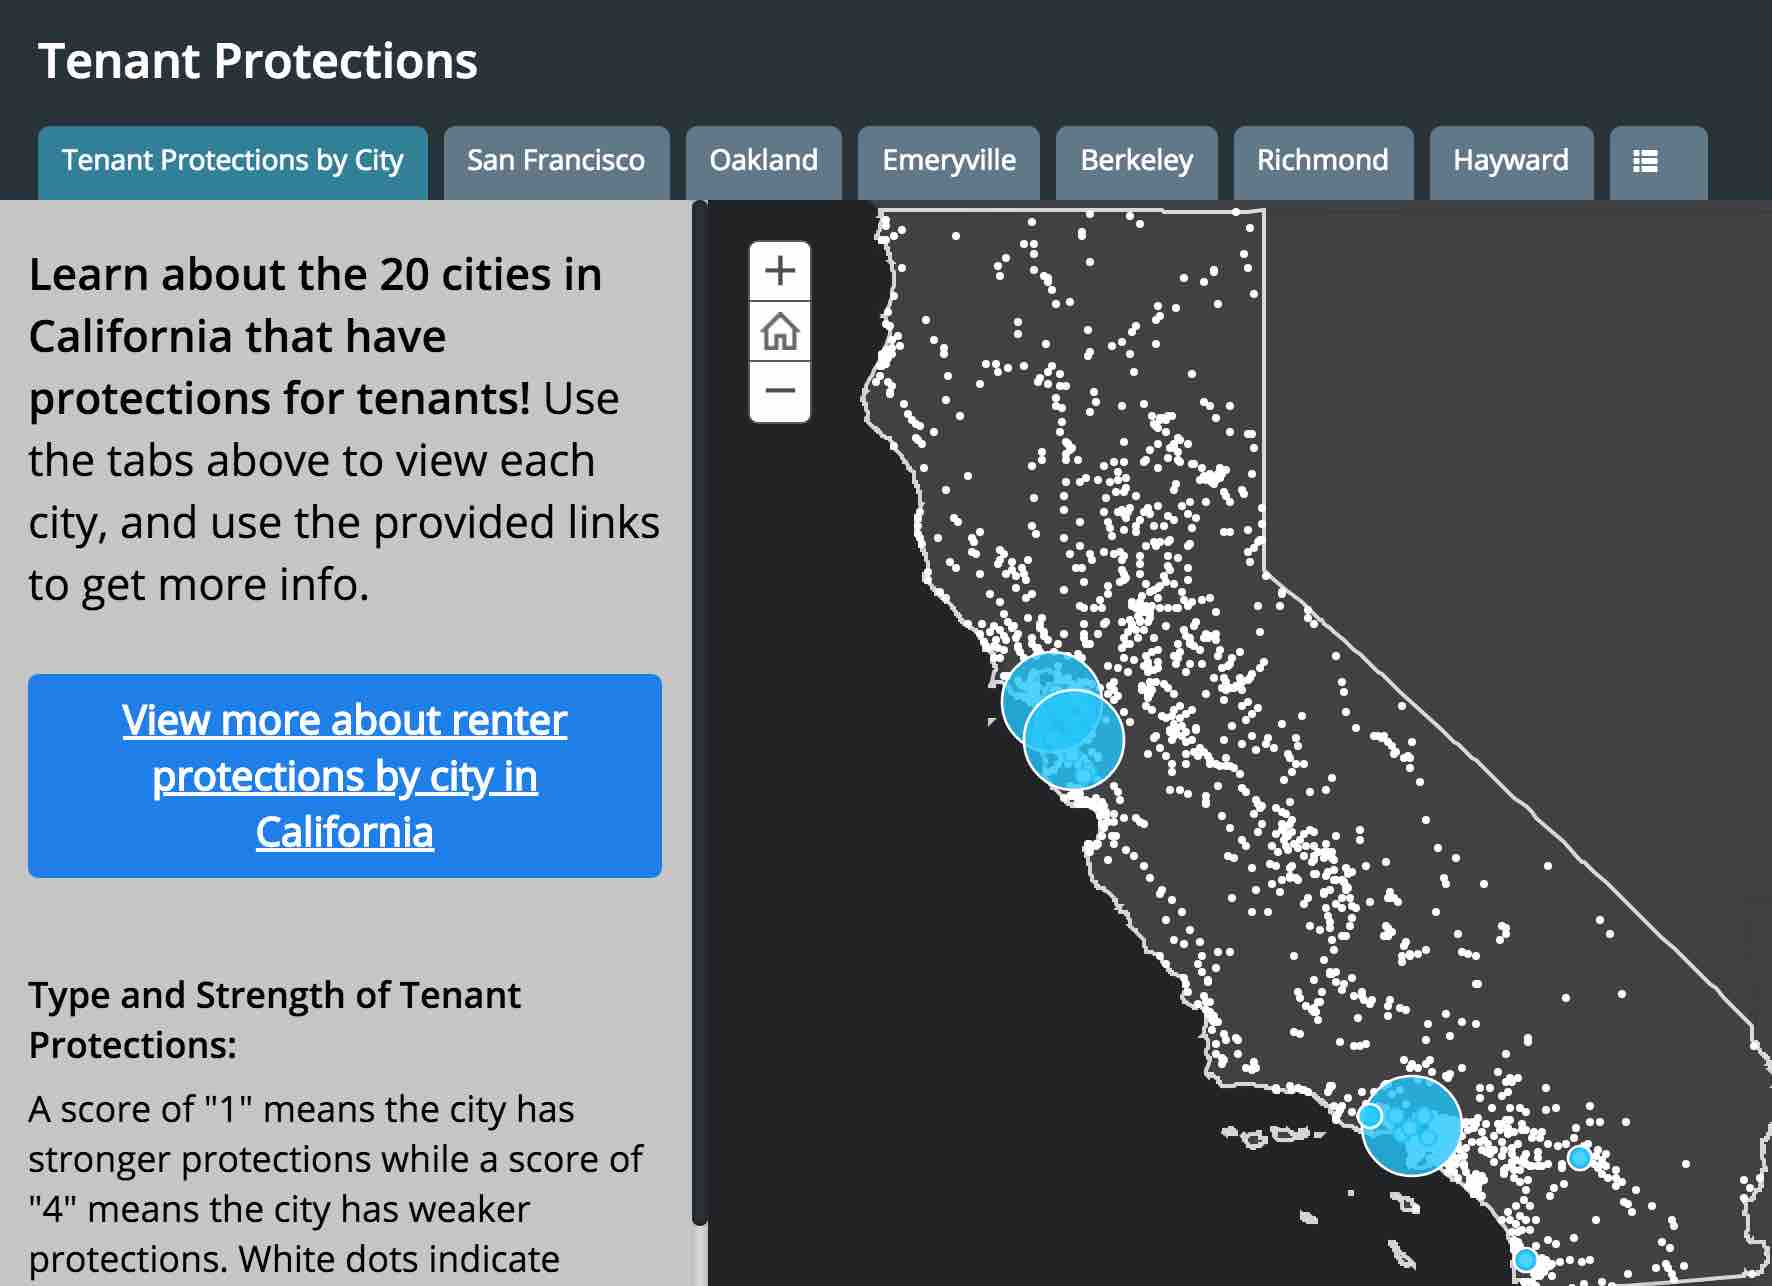 Tenant Protections
Tenant Protections by City
San Francisco
Oakland
Emeryville
Berkeley
Richmond
Hayward
Learn about the 20 cities in
California that have
protections for tenants! Use
the tabs above to view each
city, and use the provided links
to get more info.
View more about renter
protections by city in
California
Type and Strength of Tenant
Protections:
A score of "1" means the city has
stronger protections while a score of
"4" means the city has weaker
protections. White dots indicate